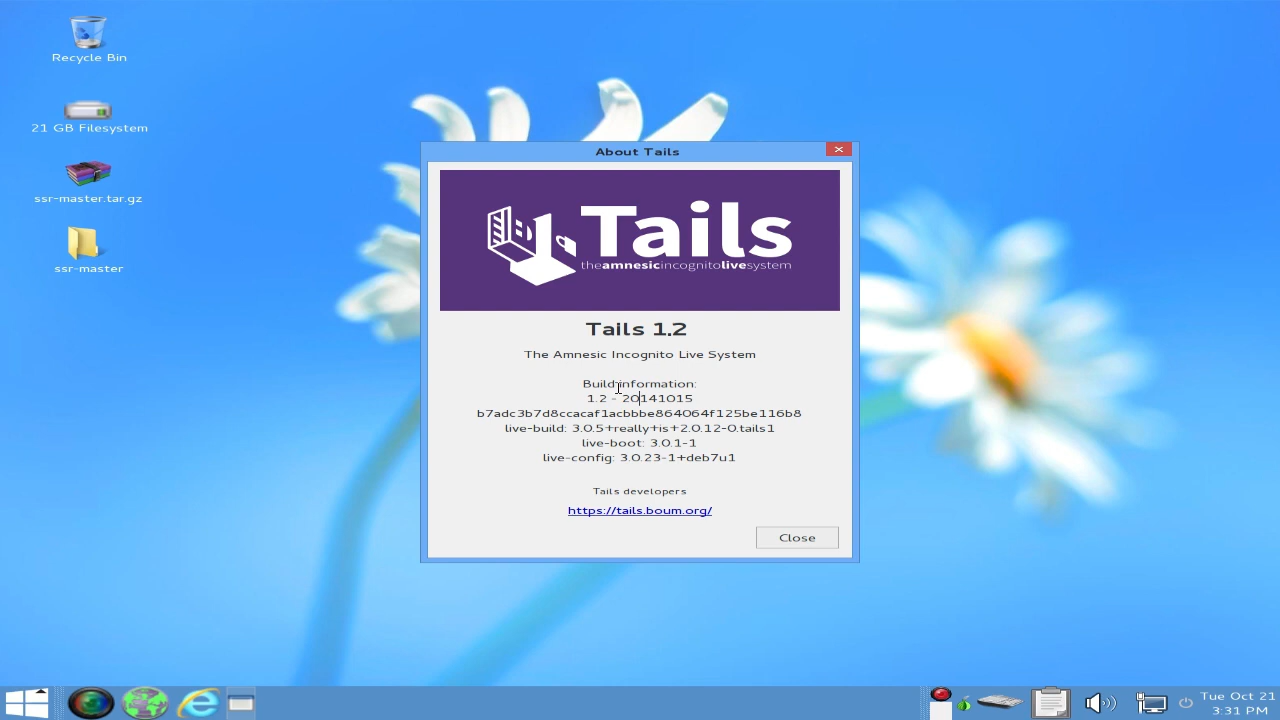 Recycle Bin
21 GB Filesystem
ssr-master.tar.gz
ssr-master
About Tails
Tails
theamnesicincognitolivesystem
Tails 1.2
The Amnesic Incognito Live System
Build information:
1.2 - 20141015
b7adc3b7d8ccacaf1acbbbe864064f125be116b8
live-build: 3.0.5+really+is+2.0.12-0.tails1
live-boot: 3.0.1-1
live-config: 3.0.23-1+deb7u1
Tails developers
https://tails.boum.org/
Close
Tue Oct 21
3:31 PM